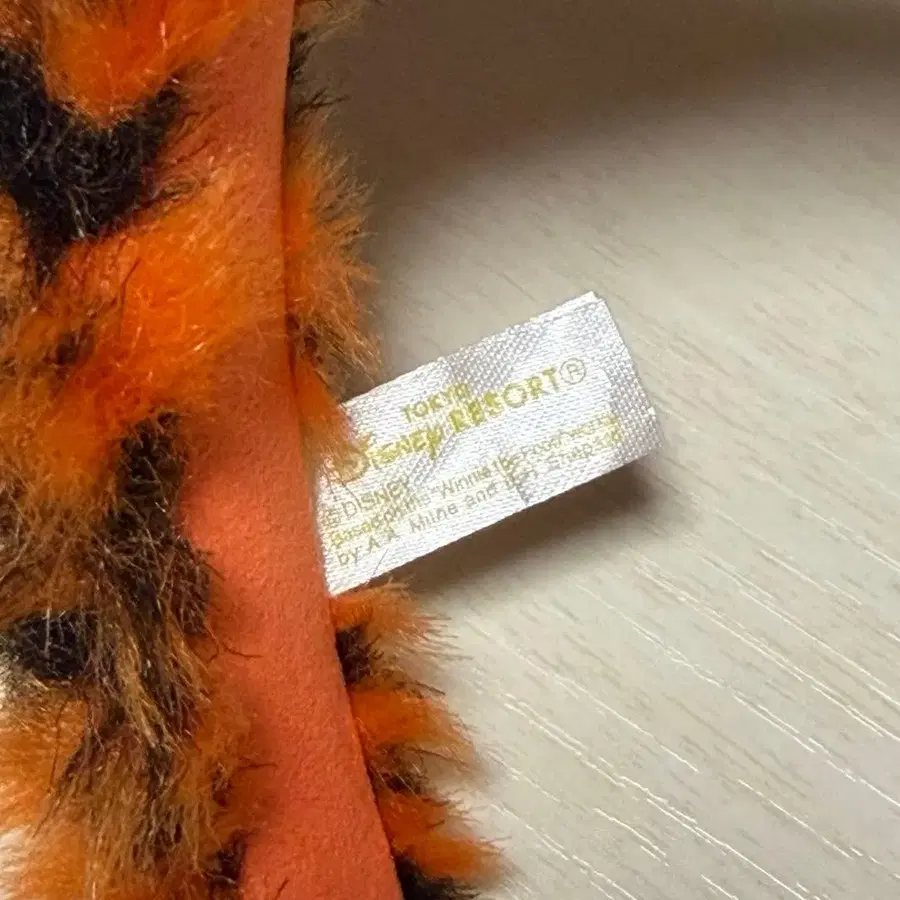 TOKYO
Disney RESORT®
©DISNEY
Based on the "Winnie the Pooh" works
by A.A. Milne and E.H. Shepard